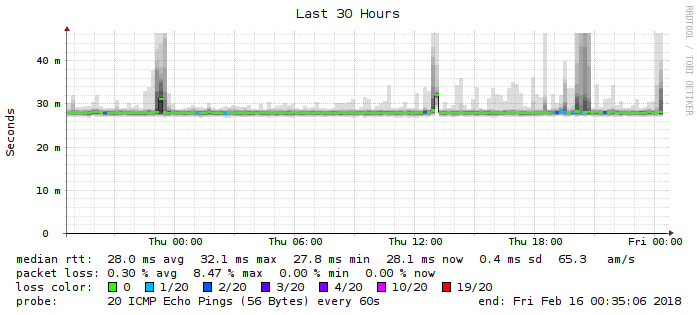 Last 30 Hours
RRDTOOL / TOBI OETIKER
Seconds
40 m
30 m
20 m
10 m
0
Thu 00:00 Thu 06:00 Thu 12:00 Thu 18:00 Fri 00:00
median rtt: 28.0 ms avg 32.1 ms max 27.8 ms min 28.1 ms now 0.4 ms sd 65.3 am/s
packet loss: 0.30 % avg 8.47 % max 0.00 % min 0.00 % now
loss color: 0 1/20 2/20 3/20 4/20 10/20 19/20
probe: 20 ICMP Echo Pings (56 Bytes) every 60s end: Fri Feb 16 00:35:06 2018